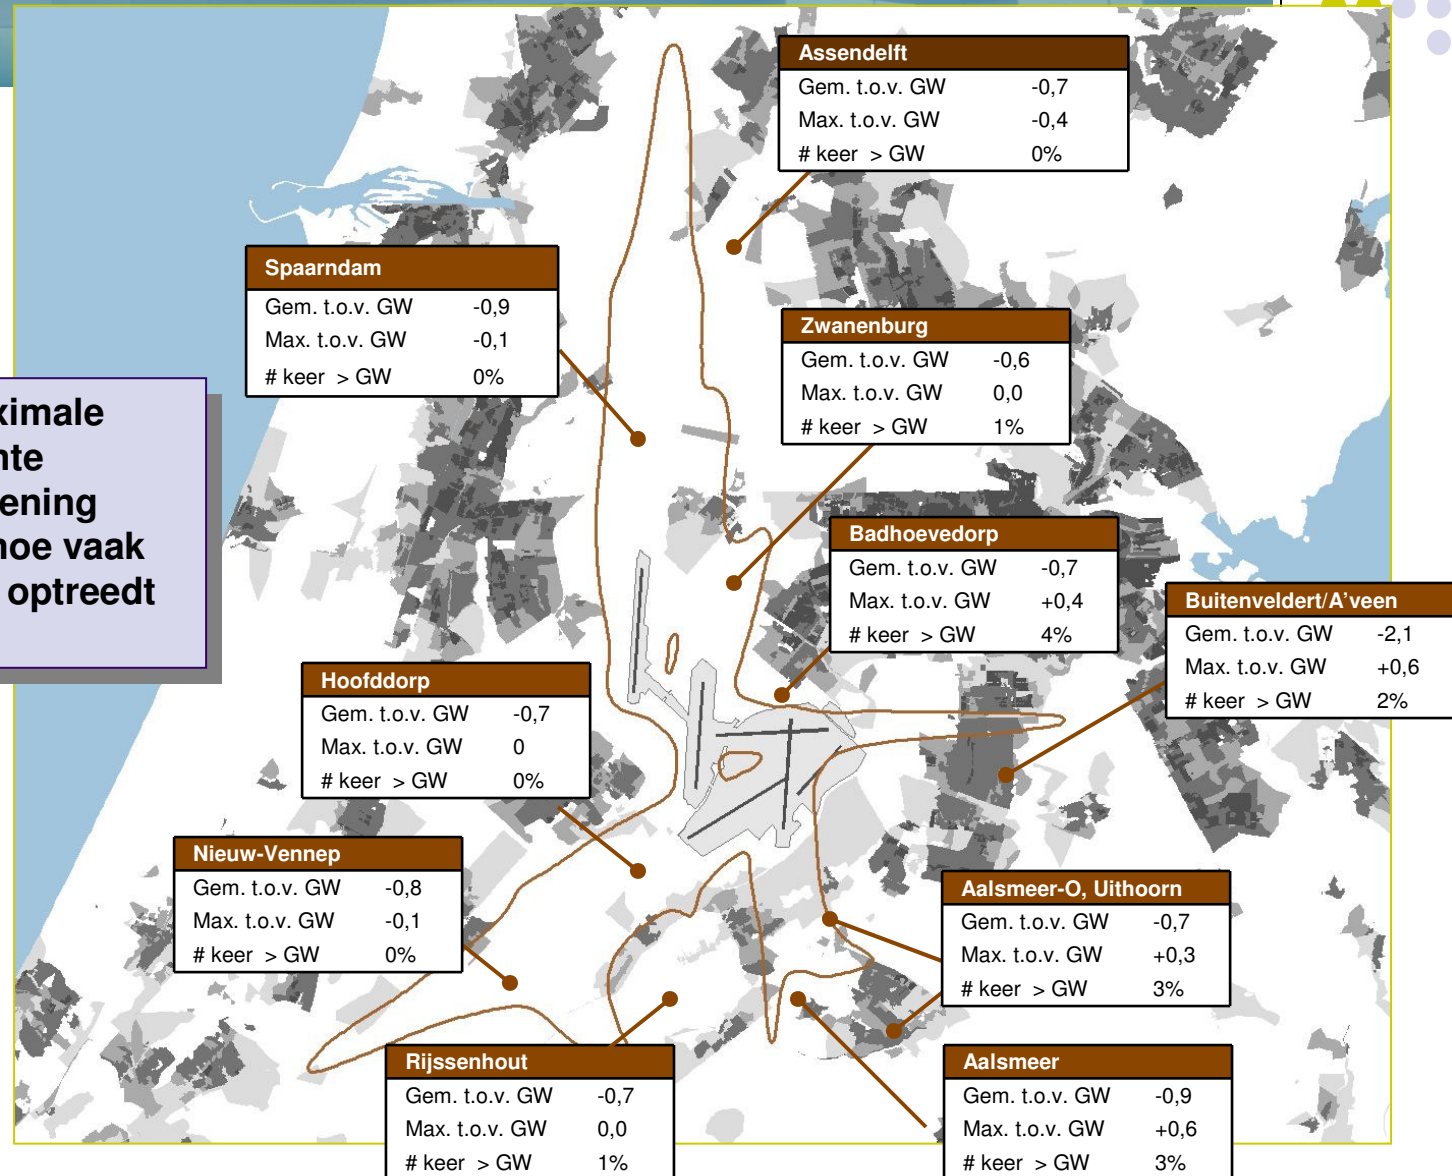 Assendelft
Gem. t.o.v. GW -0,7
Max. t.o.v. GW -0,4
# keer > GW 0%
Spaarndam
Gem. t.o.v. GW -0,9
Max. t.o.v. GW -0,1
# keer > GW 0%
Zwanenburg
Gem. t.o.v. GW -0,6
Max. t.o.v. GW 0,0
# keer > GW 1%
hoe vaak
optreedt
Badhoevedorp
Gem. t.o.v. GW -0,7
Max. t.o.v. GW +0,4
# keer > GW 4%
Buitenveldert/A'veen
Gem. t.o.v. GW -2,1
Max. t.o.v. GW +0,6
# keer > GW 2%
Hoofddorp
Gem. t.o.v. GW -0,7
Max. t.o.v. GW 0
# keer > GW 0%
Nieuw-Vennep
Gem. t.o.v. GW -0,8
Max. t.o.v. GW -0,1
# keer > GW 0%
Aalsmeer-O, Uithoorn
Gem. t.o.v. GW -0,7
Max. t.o.v. GW +0,3
# keer > GW 3%
Rijssenhout
Gem. t.o.v. GW -0,7
Max. t.o.v. GW 0,0
# keer > GW 1%
Aalsmeer
Gem. t.o.v. GW -0,9
Max. t.o.v. GW +0,6
# keer > GW 3%